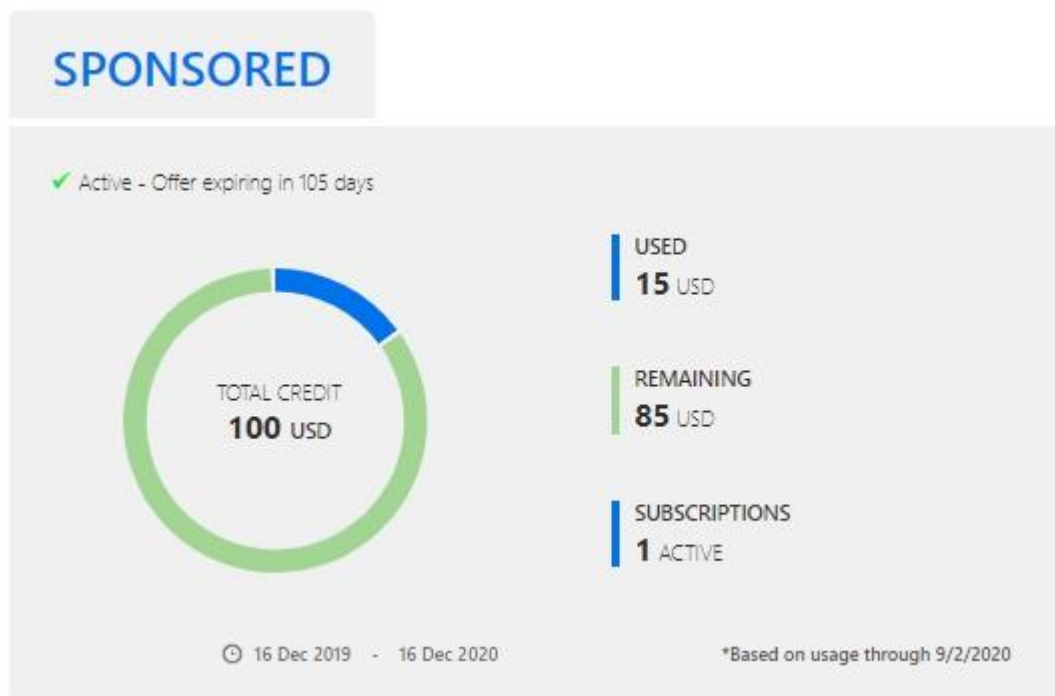 SPONSORED
✔ Active - Offer expiring in 105 days
USED
15 USD
TOTAL CREDIT
100 USD
REMAINING
85 USD
SUBSCRIPTIONS
1 ACTIVE
16 Dec 2019 - 16 Dec 2020
*Based on usage through 9/2/2020